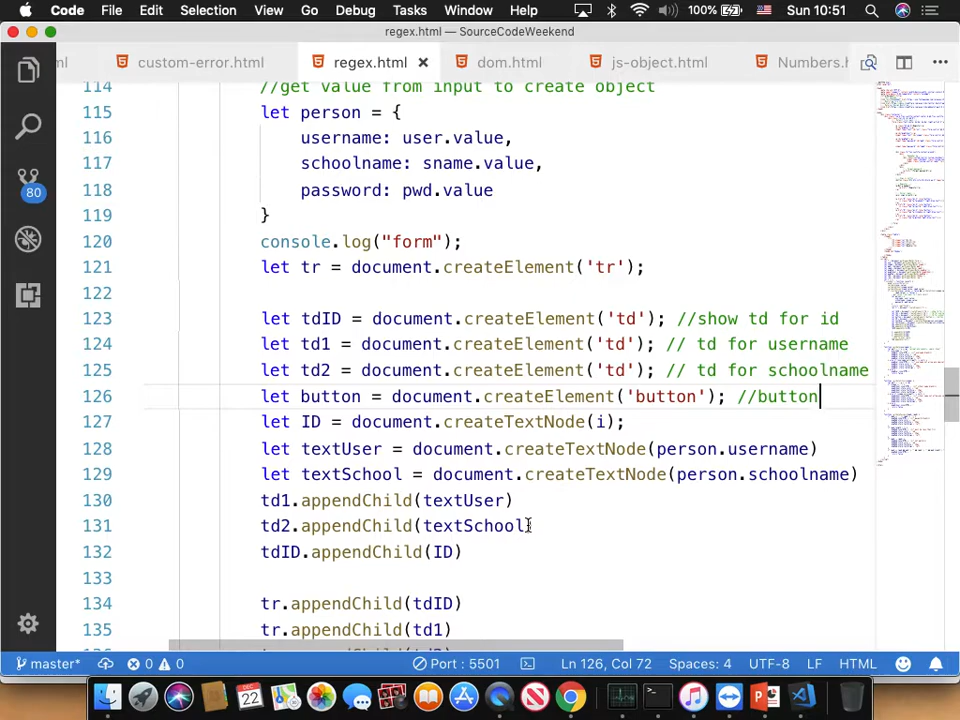 Code File Edit Selection View Go Debug Tasks Window Help 100% Sun 10:51
regex.html — SourceCodeWeekend
ml custom-error.html regex.html dom.html js-object.html Numbers.h
114 //get value from input to create object
115 let person = {
116 username: user.value,
117 schoolname: sname.value,
118 password: pwd.value
119 }
120 console.log("form");
121 let tr = document.createElement('tr');
122
123 let tdID = document.createElement('td'); //show td for id
124 let td1 = document.createElement('td'); // td for username
125 let td2 = document.createElement('td'); // td for schoolname
126 let button = document.createElement('button'); //button
127 let ID = document.createTextNode(i);
128 let textUser = document.createTextNode(person.username)
129 let textSchool = document.createTextNode(person.schoolname)
130 td1.appendChild(textUser)
131 td2.appendChild(textSchool)
132 tdID.appendChild(ID)
133
134 tr.appendChild(tdID)
135 tr.appendChild(td1)
80
master* 0 0 Port : 5501 Ln 126, Col 72 Spaces: 4 UTF-8 LF HTML
DEC
22